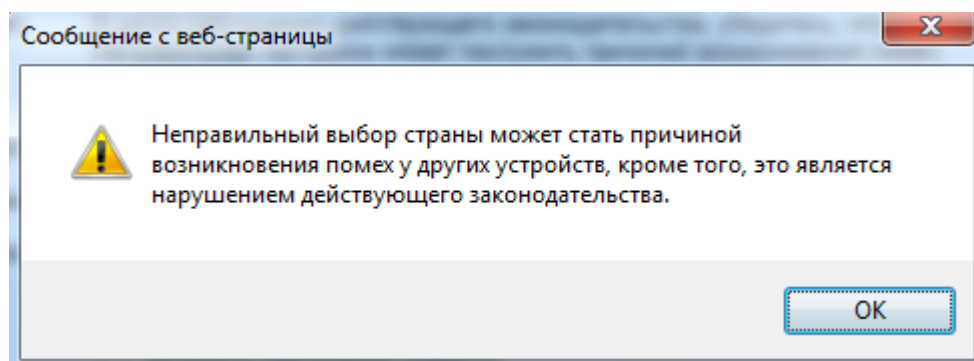 Сообщение с веб-страницы
Неправильный выбор страны может стать причиной
возникновения помех у других устройств, кроме того, это является
нарушением действующего законодательства.
OK